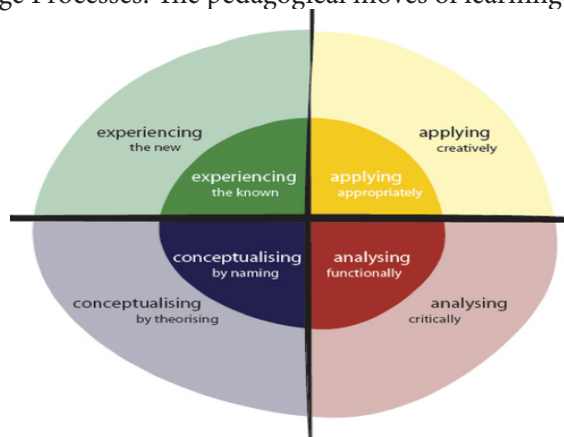 ge Processes: The pedagogical moves of learning
experiencing
the new
applying
creatively
experiencing
the known
applying
appropriately
conceptualising
by naming
analysing
functionally
conceptualising
by theorising
analysing
critically